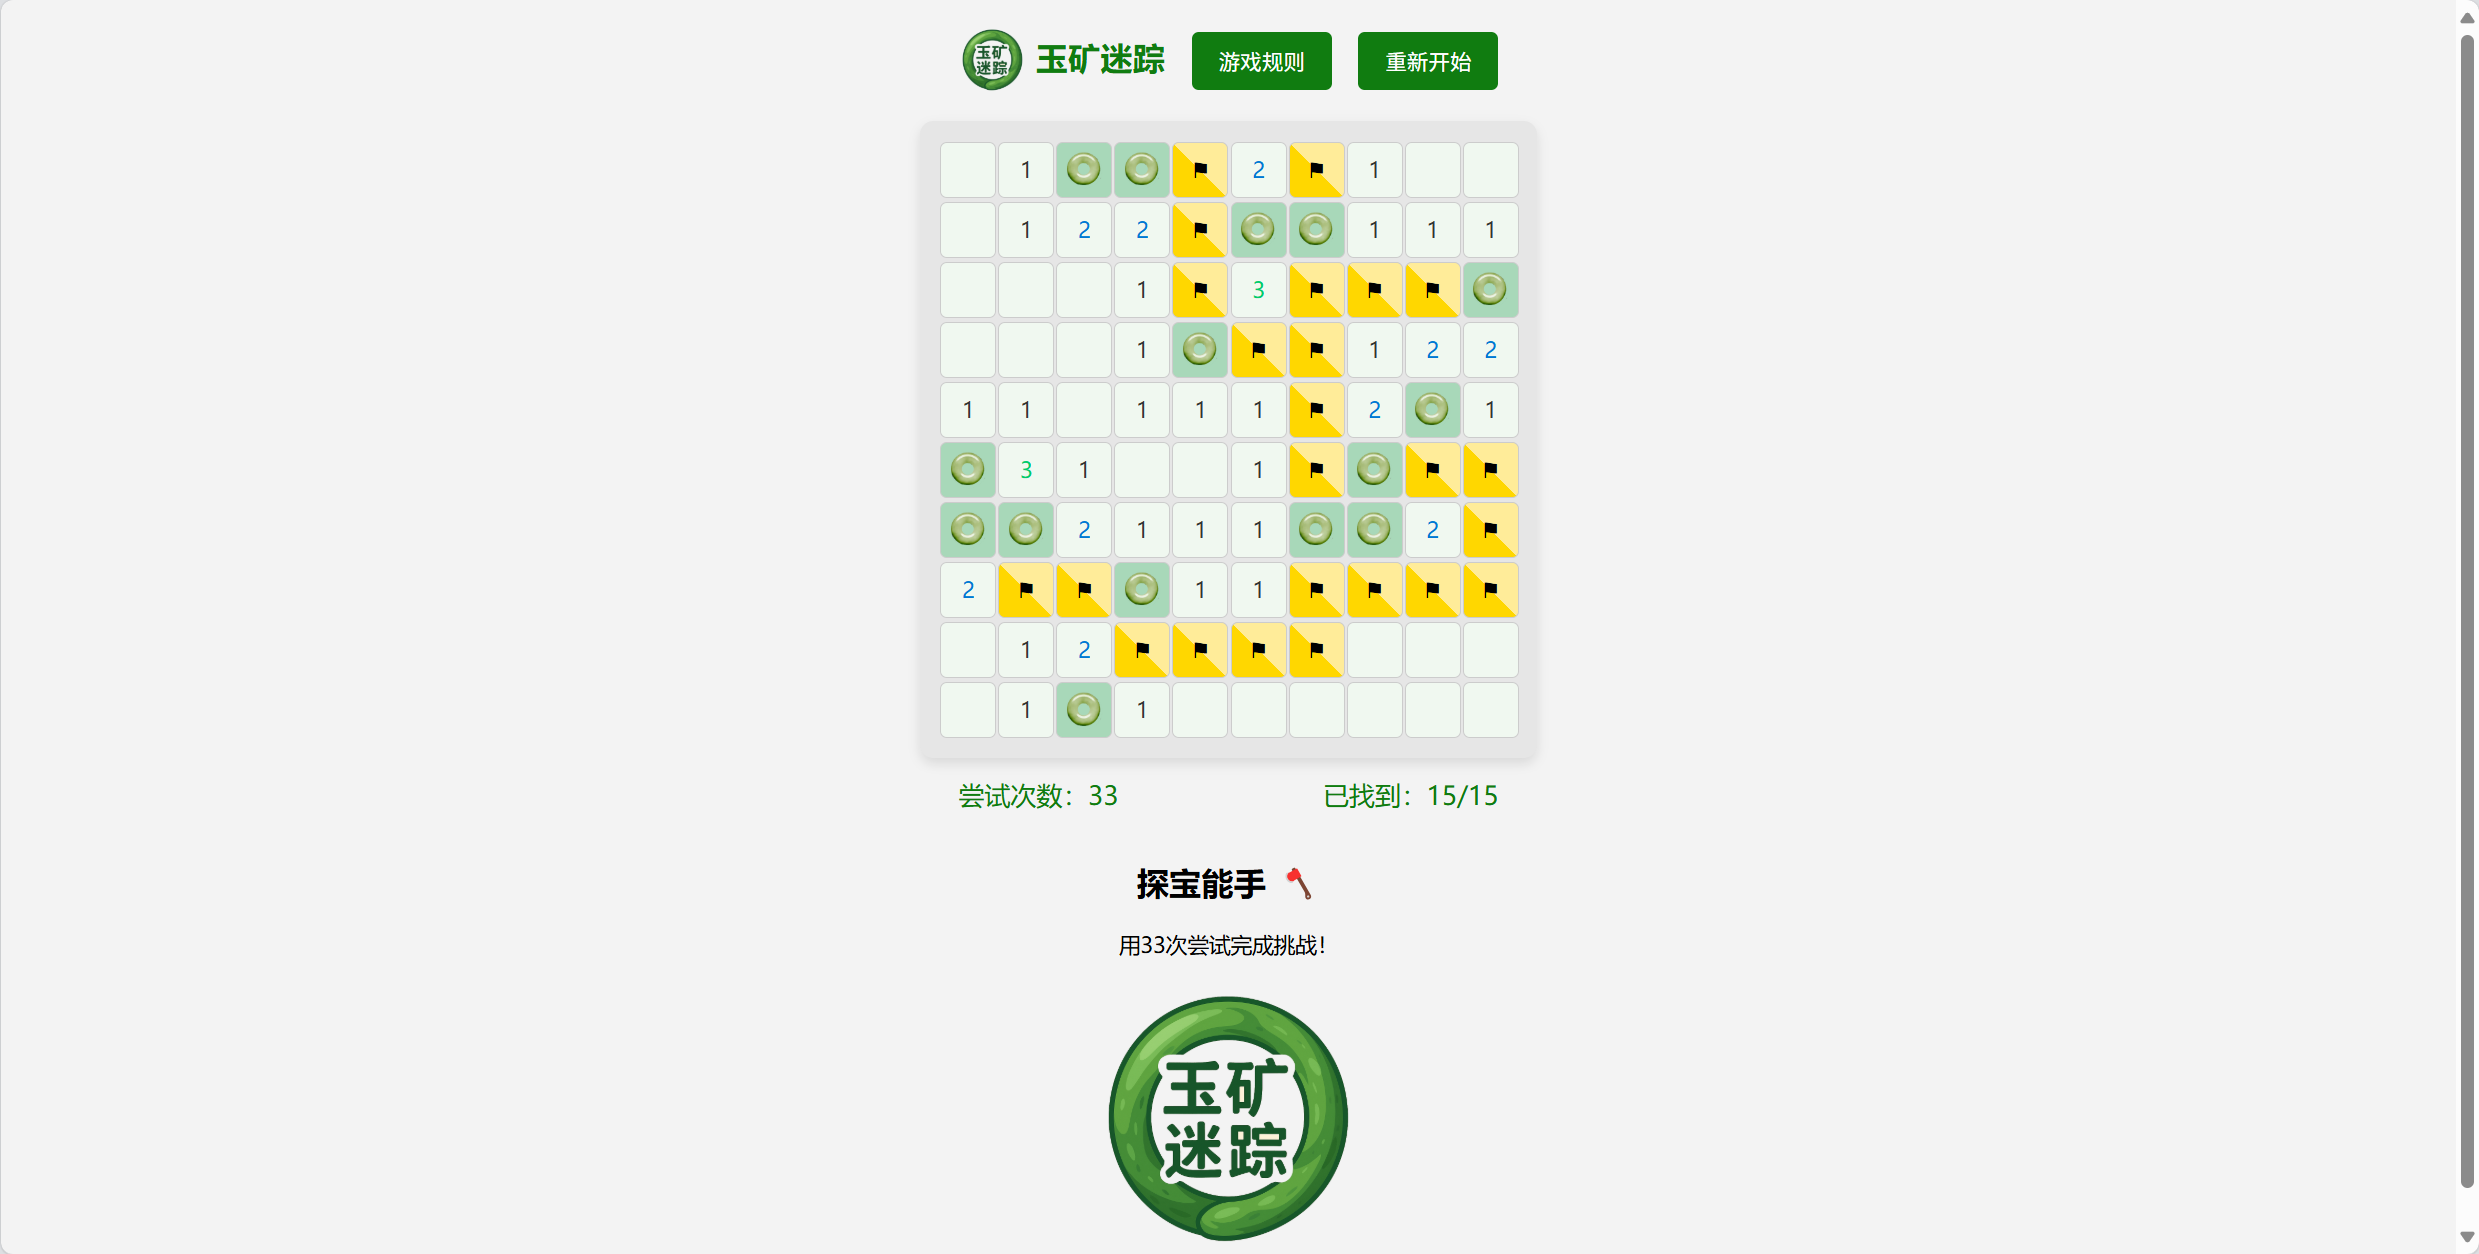 玉矿
迷踪
玉矿迷踪 游戏规则 重新开始
1 2 1
1 2 2 1 1 1
1 3
1 1 2 2
1 1 1 1 1 2 1
3 1 1
2 1 1 1 2
2 1 1
1 2
1 1
尝试次数：33 已找到：15/15
探宝能手
用33次尝试完成挑战！
玉矿
迷踪